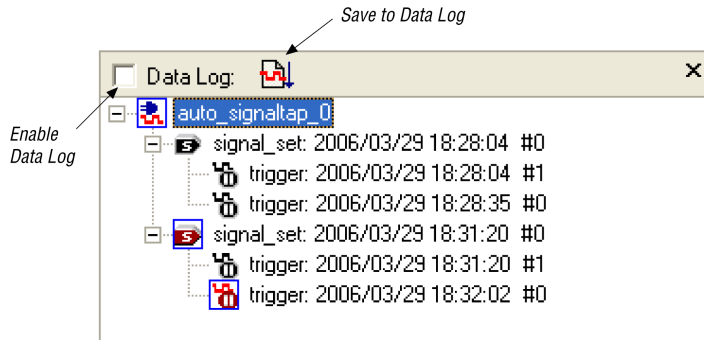 Save to Data Log
Data Log:
auto_signaltap_0
Enable
Data Log
signal_set: 2006/03/29 18:28:04 #0
trigger: 2006/03/29 18:28:04 #1
trigger: 2006/03/29 18:28:35 #0
signal_set: 2006/03/29 18:31:20 #0
trigger: 2006/03/29 18:31:20 #1
trigger: 2006/03/29 18:32:02 #0